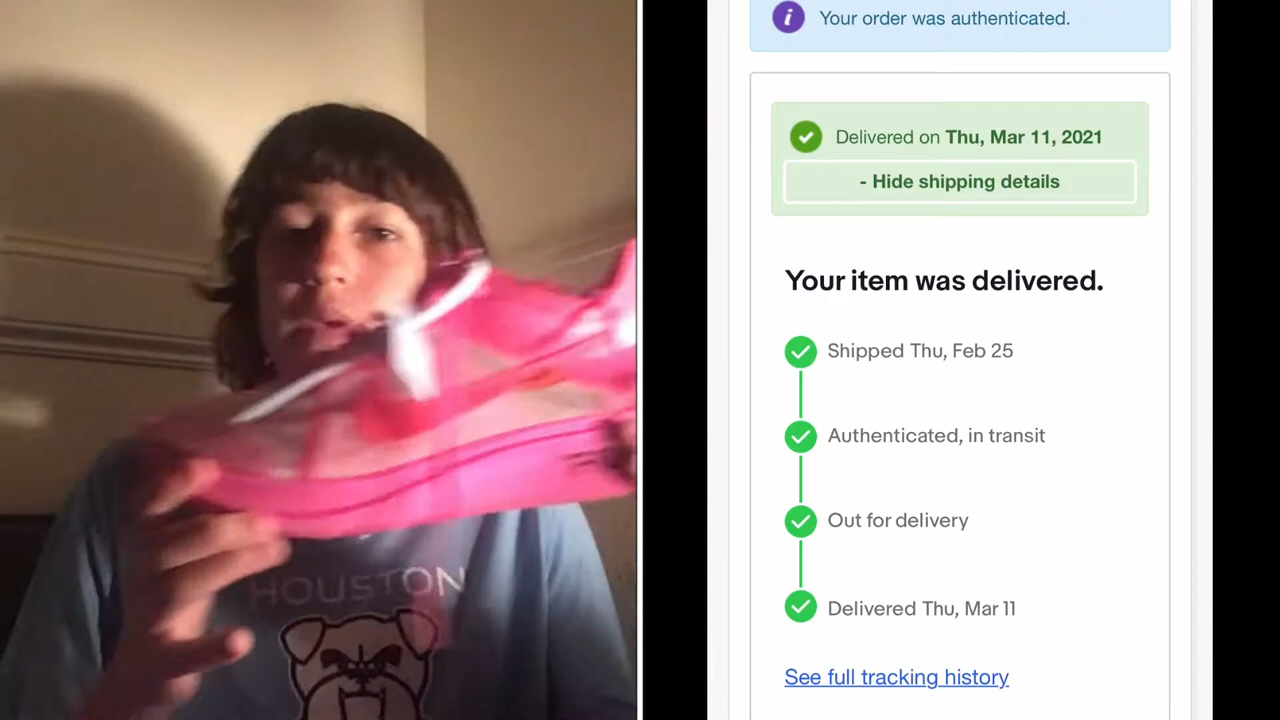 HOUSTON
Your order was authenticated.
Delivered on Thu, Mar 11, 2021
- Hide shipping details
Your item was delivered.
Shipped Thu, Feb 25
Authenticated, in transit
Out for delivery
Delivered Thu, Mar 11
See full tracking history